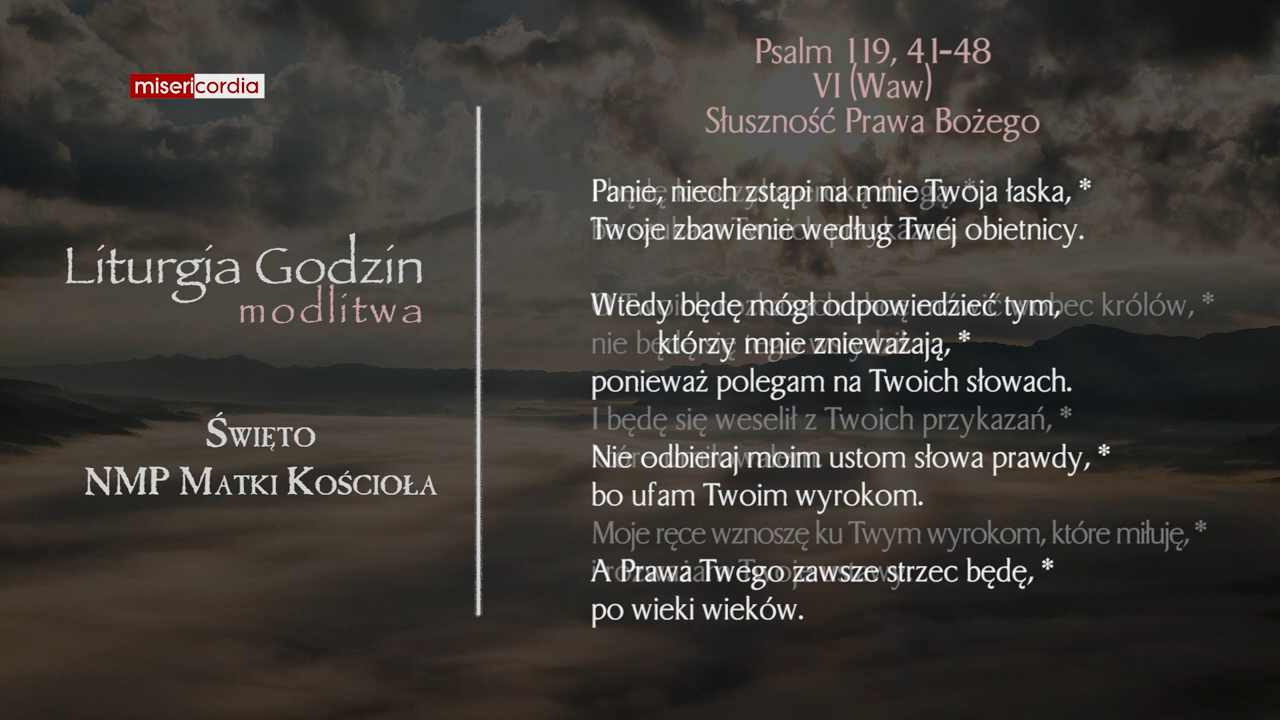 misericordia
Liturgia Godzin
modlitwa
Święto
NMP Matki Kościoła
Psalm 119, 41-48
VI (Waw)
Słuszność Prawa Bożego
Panie, niech zstąpi na mnie Twoja łaska, *
Twoje zbawienie według Twej obietnicy.
Wtedy będę mógł odpowiedzieć tym,
którzy mnie znieważają, *
ponieważ polegam na Twoich słowach.
I będę się weselił z Twoich przykazań, *
Nie odbieraj moim ustom słowa prawdy, *
bo ufam Twoim wyrokom.
Moje ręce wznoszę ku Twym wyrokom, które miłuję, *
A Prawa Twego zawsze strzec będę, *
po wieki wieków.